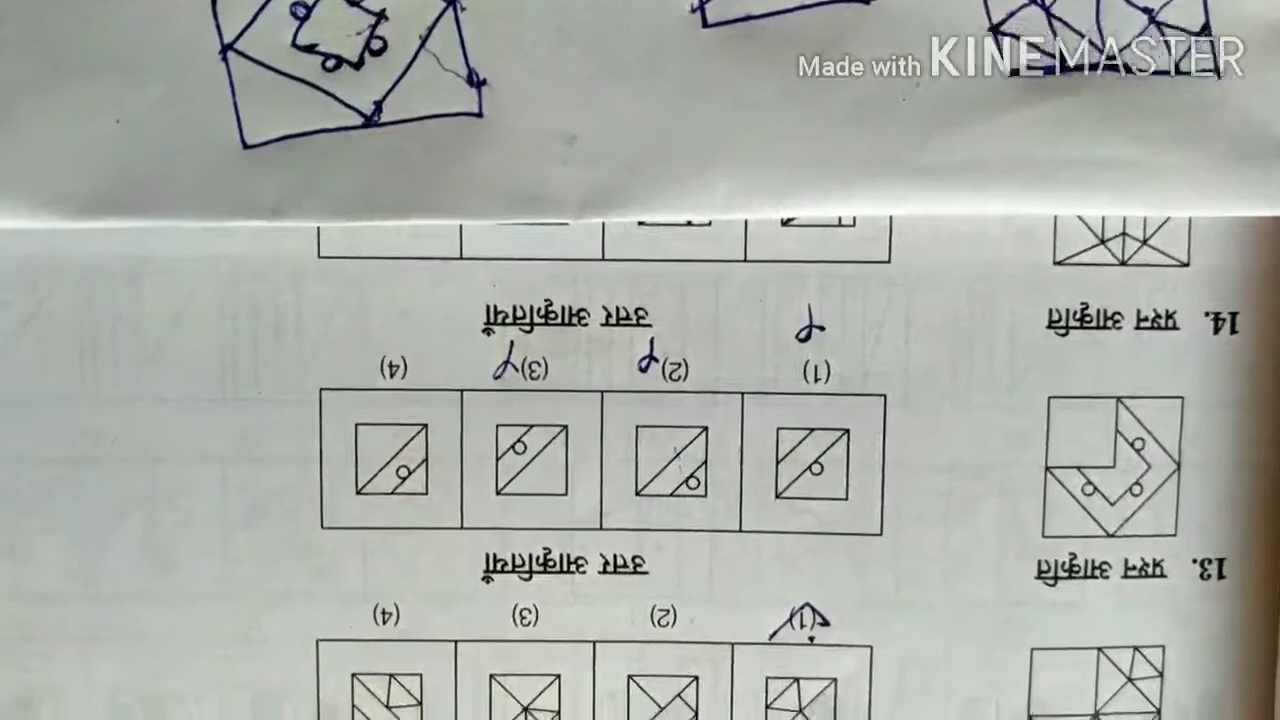 Made with KINEMASTER
(1) (2) (3) (4)
13. प्रश्न आकृति उत्तर आकृतियाँ
(1) (2) (3) (4)
14. प्रश्न आकृति उत्तर आकृतियाँ